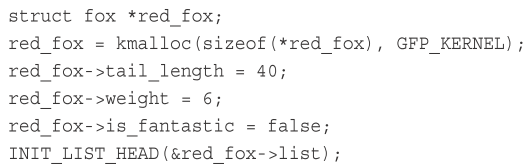 struct fox *red_fox;
red_fox = kmalloc(sizeof(*red_fox), GFP_KERNEL);
red_fox->tail_length = 40;
red_fox->weight = 6;
red_fox->is_fantastic = false;
INIT_LIST_HEAD(&red_fox->list);